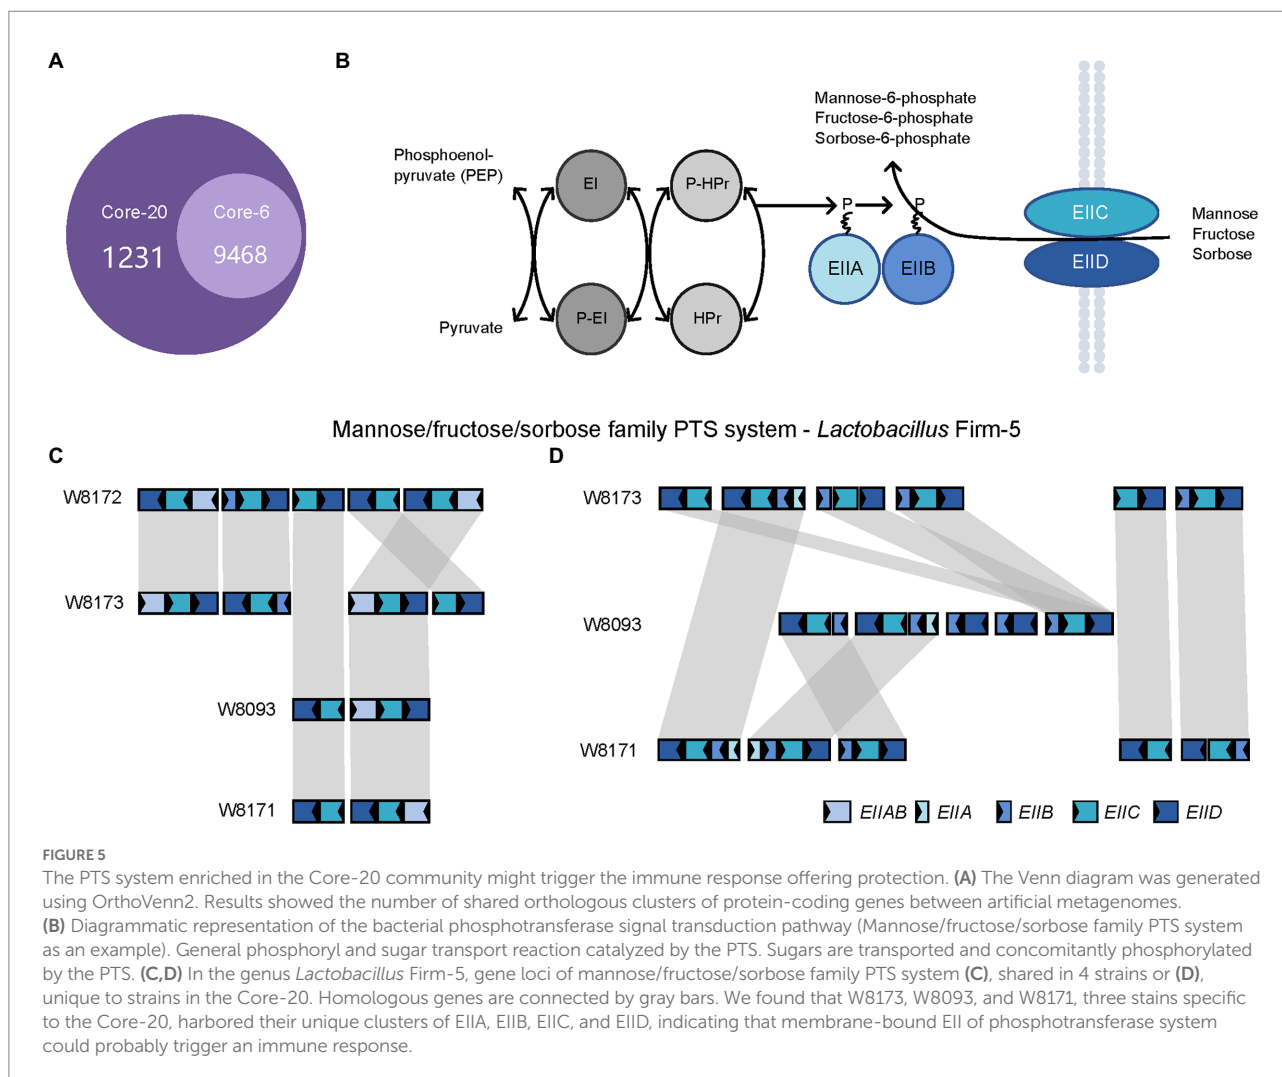 A
B
Core-20
Core-6
1231
9468
Phosphoenol-
pyruvate (PEP)
Pyruvate
EI
P-EI
P-HPr
HPr
Mannose-6-phosphate
Fructose-6-phosphate
Sorbose-6-phosphate
P
P
EIIA
EIIB
EIIC
EIID
Mannose
Fructose
Sorbose
Mannose/fructose/sorbose family PTS system - Lactobacillus Firm-5
C
W8172
W8173
W8093
W8171
D
W8173
W8093
W8171
EIIAB
EIIA
EIIB
EIIC
EIID
FIGURE 5
The PTS system enriched in the Core-20 community might trigger the immune response offering protection. (A) The Venn diagram was generated
using OrthoVenn2. Results showed the number of shared orthologous clusters of protein-coding genes between artificial metagenomes.
(B) Diagrammatic representation of the bacterial phosphotransferase signal transduction pathway (Mannose/fructose/sorbose family PTS system
as an example). General phosphoryl and sugar transport reaction catalyzed by the PTS. Sugars are transported and concomitantly phosphorylated
by the PTS. (C,D) In the genus Lactobacillus Firm-5, gene loci of mannose/fructose/sorbose family PTS system (C), shared in 4 strains or (D),
unique to strains in the Core-20. Homologous genes are connected by gray bars. We found that W8173, W8093, and W8171, three stains specific
to the Core-20, harbored their unique clusters of EIIA, EIIB, EIIC, and EIID, indicating that membrane-bound EII of phosphotransferase system
could probably trigger an immune response.